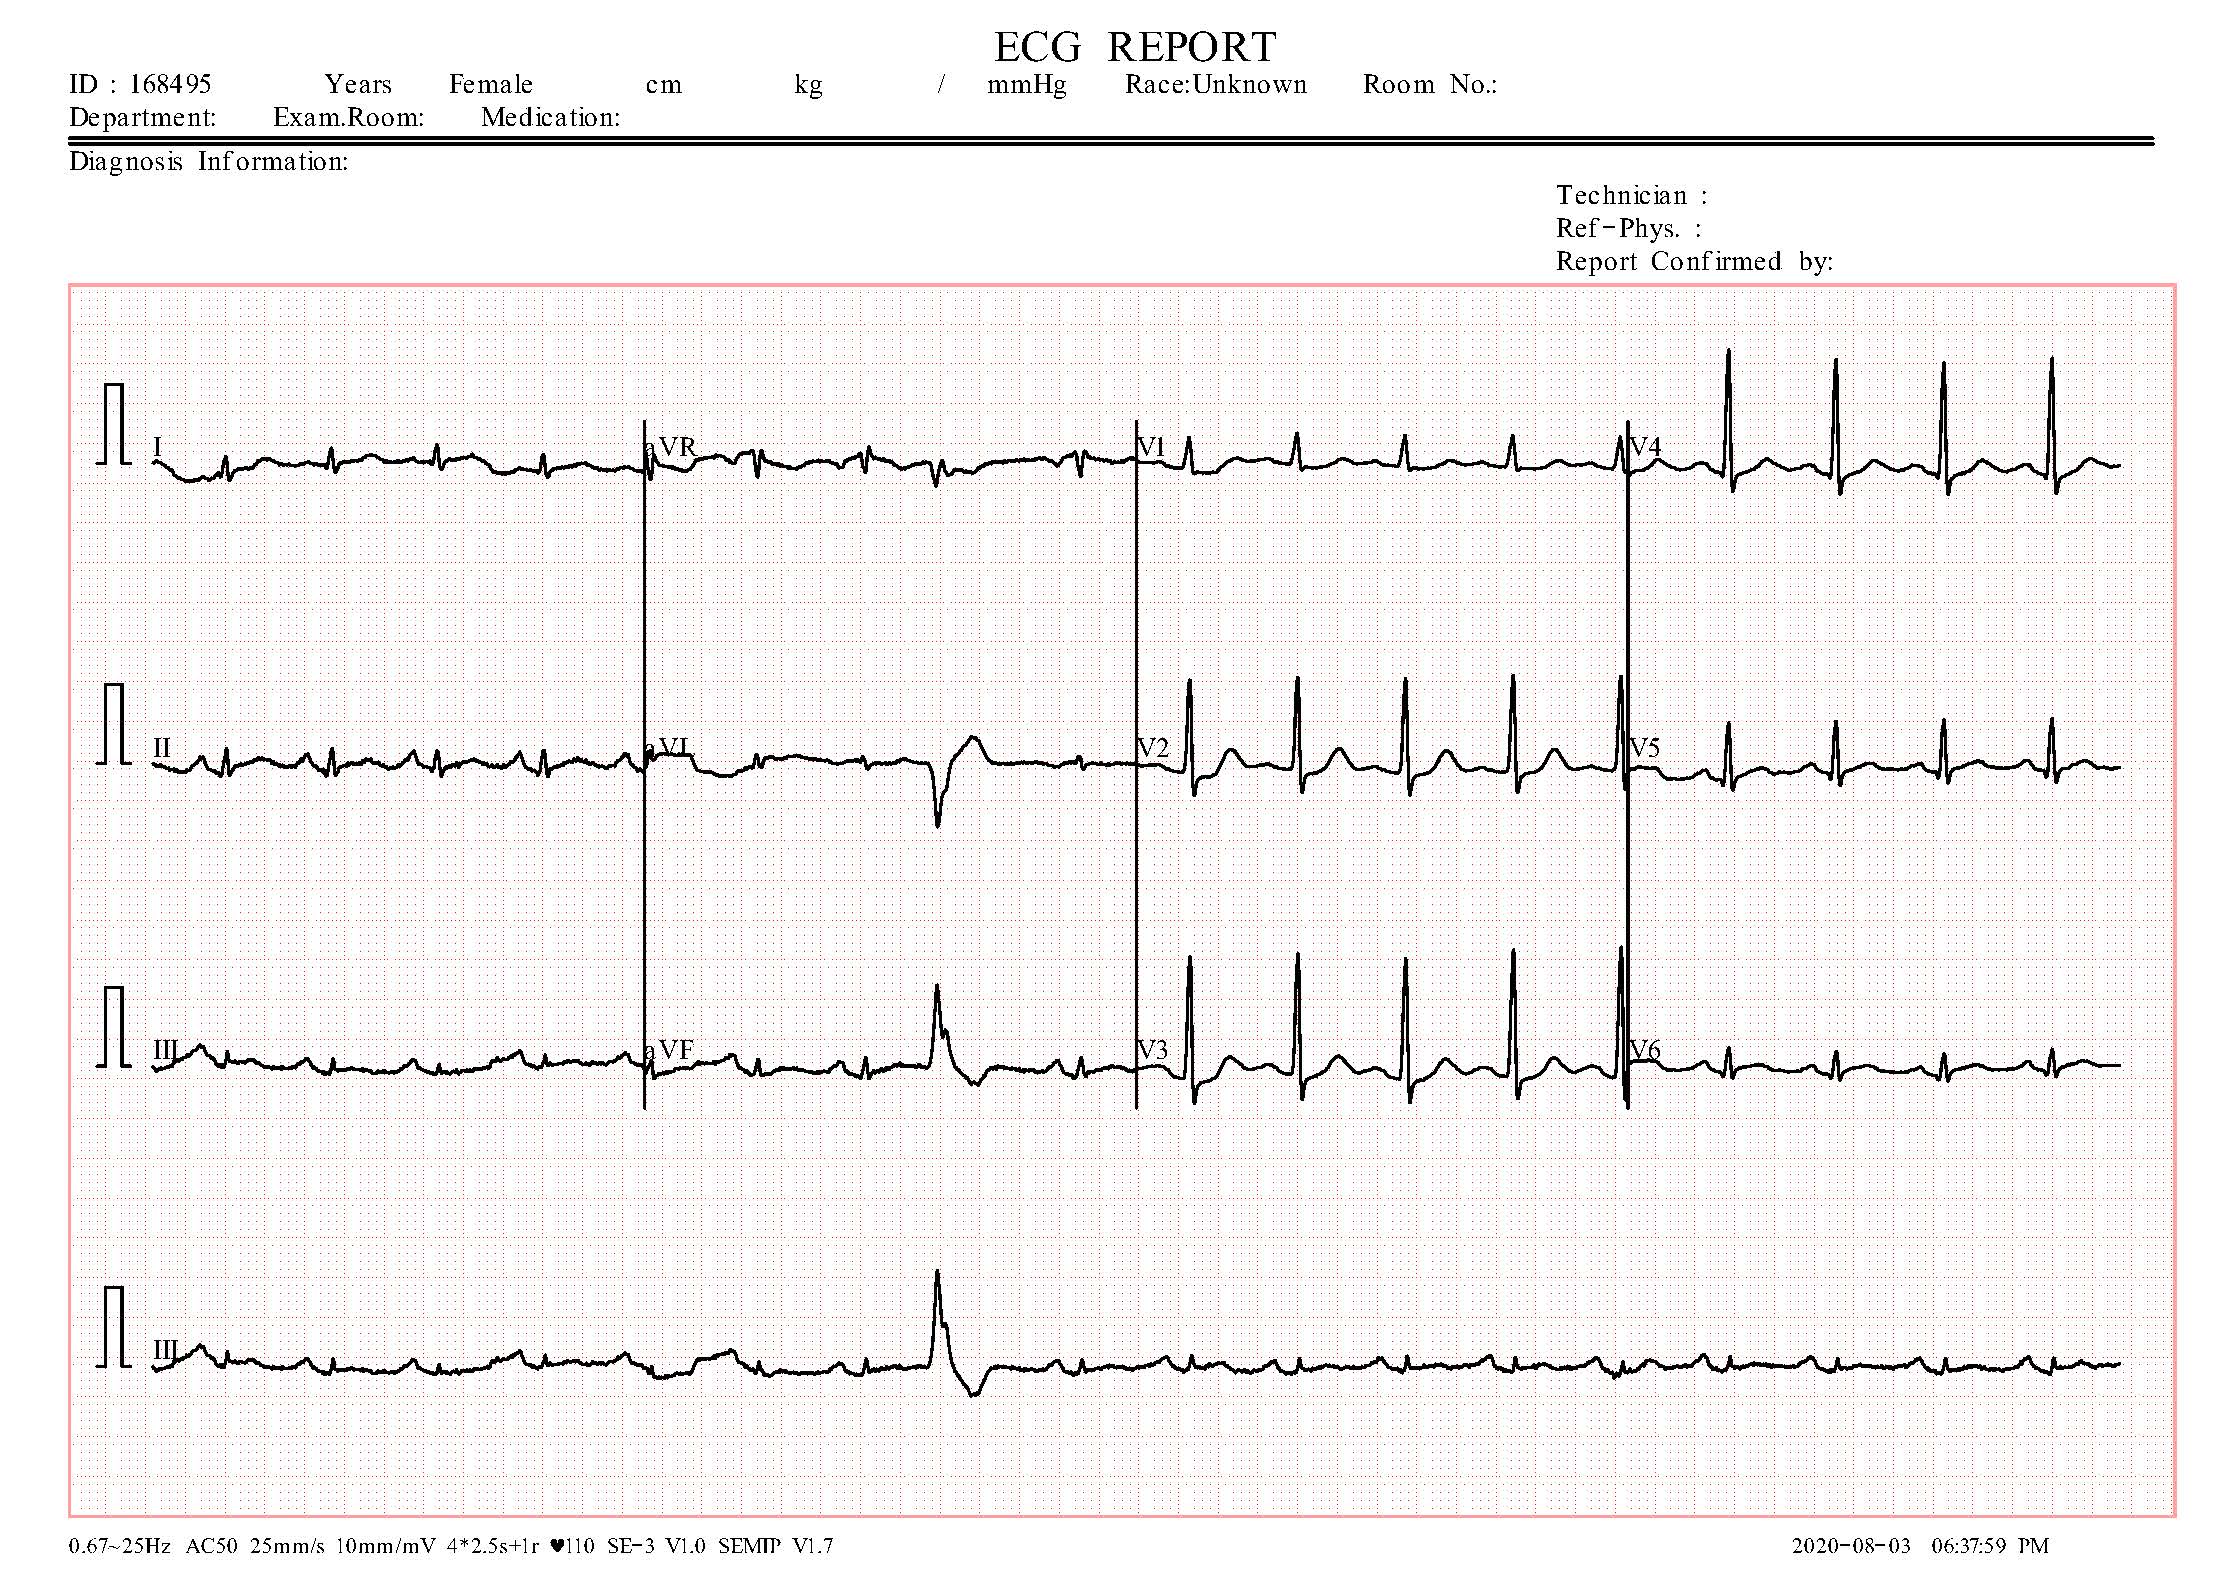 ECG REPORT
ID : 168495 Years Female cm kg / mmHg Race:Unknown Room No.:
Department: Exam.Room: Medication:
Diagnosis Information:
Technician :
Ref-Phys. :
Report Confirmed by:
I aVR V1 V4
II aVL V2 V5
III aVF V3 V6
III
0.67~25Hz AC50 25mm/s 10mm/mV 4*2.5s+1r ♥110 SE-3 V1.0 SEMIP V1.7
2020-08-03 06:37:59 PM